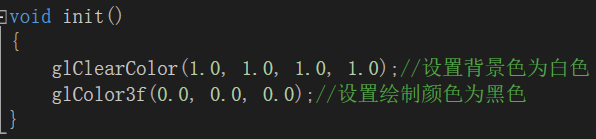 void init()
{
glClearColor(1.0, 1.0, 1.0, 1.0);//设置背景色为白色
glColor3f(0.0, 0.0, 0.0);//设置绘制颜色为黑色
}